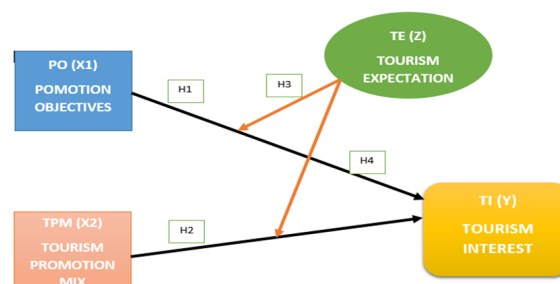 PO (X1)
POMOTION
OBJECTIVES
H1
H3
TE (Z)
TOURISM
EXPECTATION
H4
TPM (X2)
TOURISM
PROMOTION
MIX
H2
TI (Y)
TOURISM
INTEREST